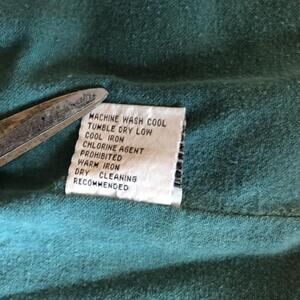 MACHINE WASH COOL
TUMBLE DRY LOW
COOL IRON
CHLORINE AGENT
PROHIBITED
WARM IRON
DRY CLEANING
RECOMMENDED